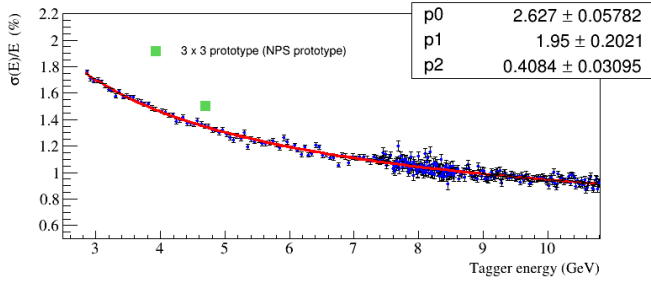 σ(E)/E (%)
2.2
2
1.8
1.6
1.4
1.2
1
0.8
0.6
3 x 3 prototype (NPS prototype)
p0 2.627 ± 0.05782
p1 1.95 ± 0.2021
p2 0.4084 ± 0.03095
3 4 5 6 7 8 9 10
Tagger energy (GeV)